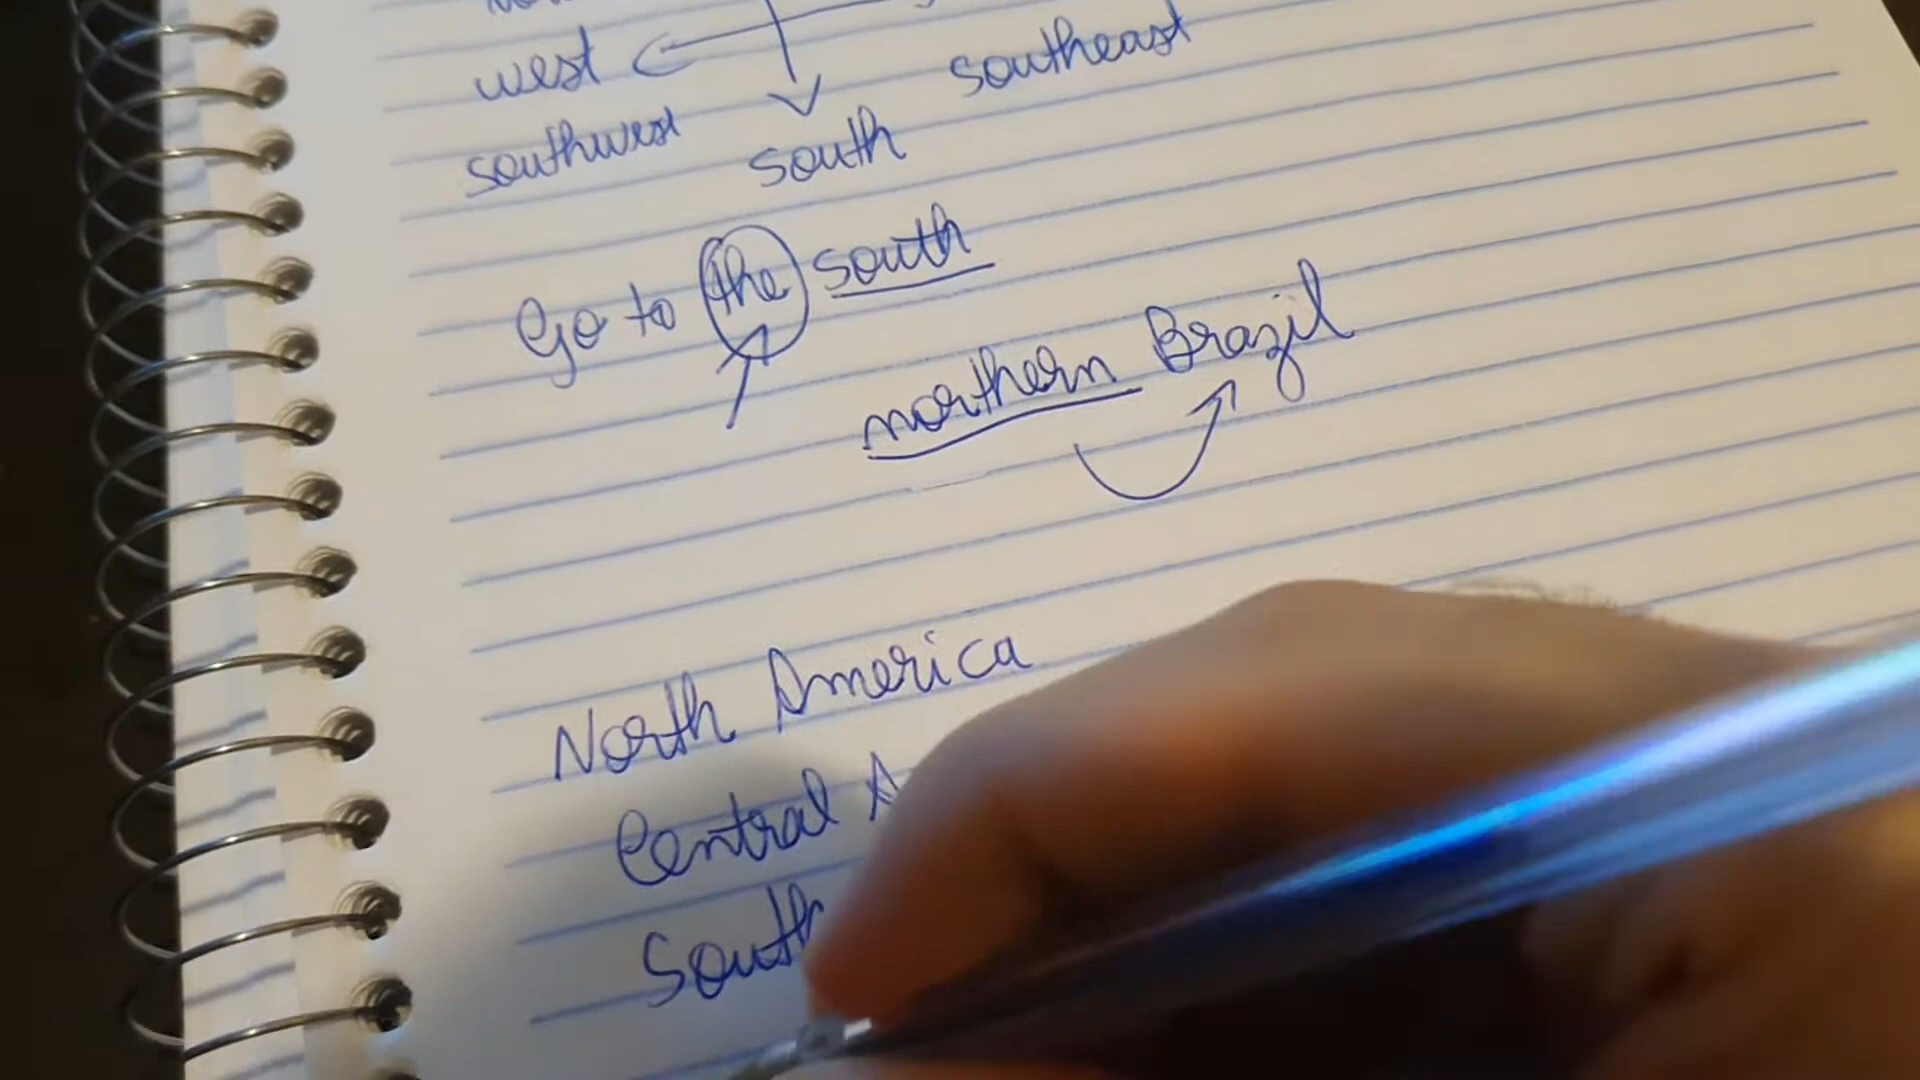 west
southeast
southwest
south
Go to the south
northern Brazil
North America
Central
South